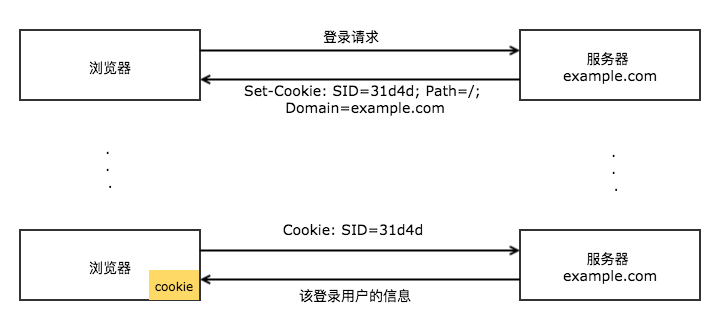 登录请求
浏览器
服务器
example.com
Set-Cookie: SID=31d4d; Path=/;
Domain=example.com
Cookie: SID=31d4d
浏览器
服务器
example.com
cookie
该登录用户的信息